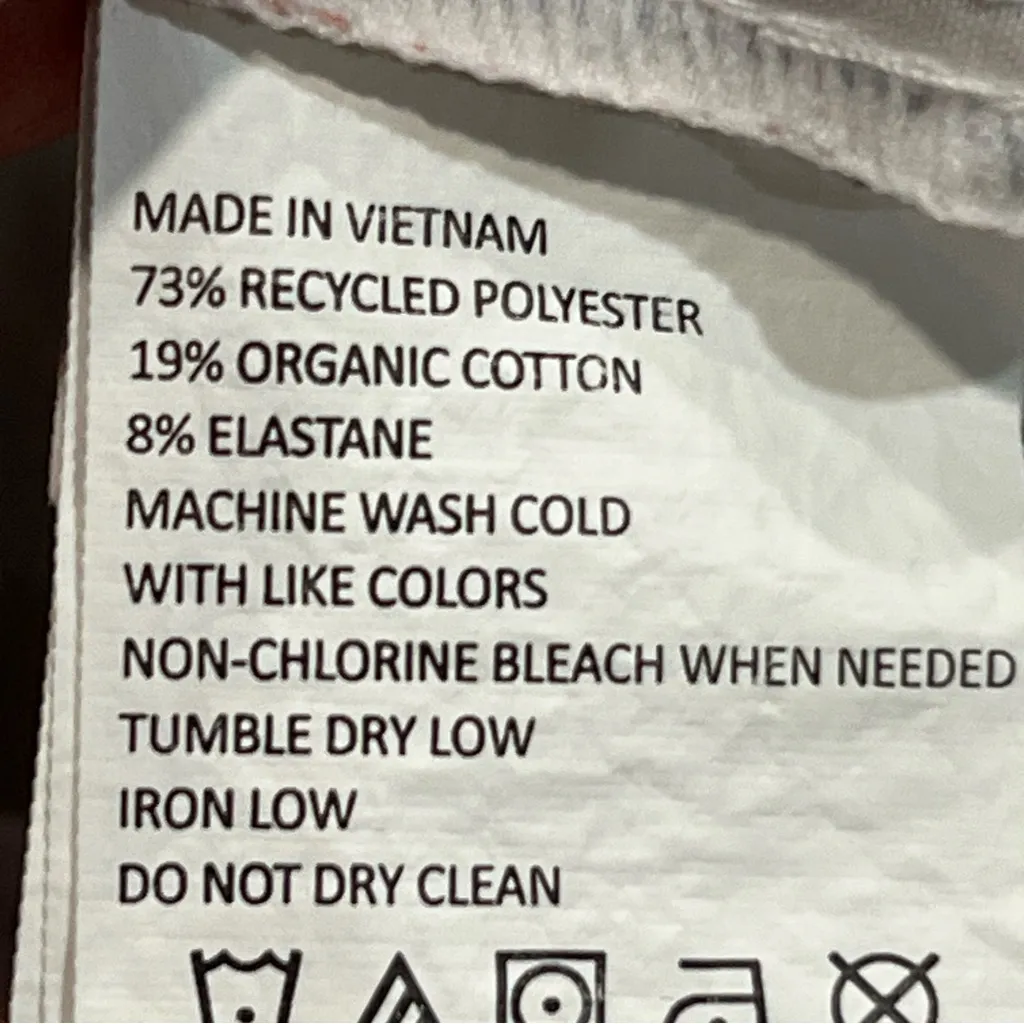 MADE IN VIETNAM
73% RECYCLED POLYESTER
19% ORGANIC COTTON
8% ELASTANE
MACHINE WASH COLD
WITH LIKE COLORS
NON-CHLORINE BLEACH WHEN NEEDED
TUMBLE DRY LOW
IRON LOW
DO NOT DRY CLEAN